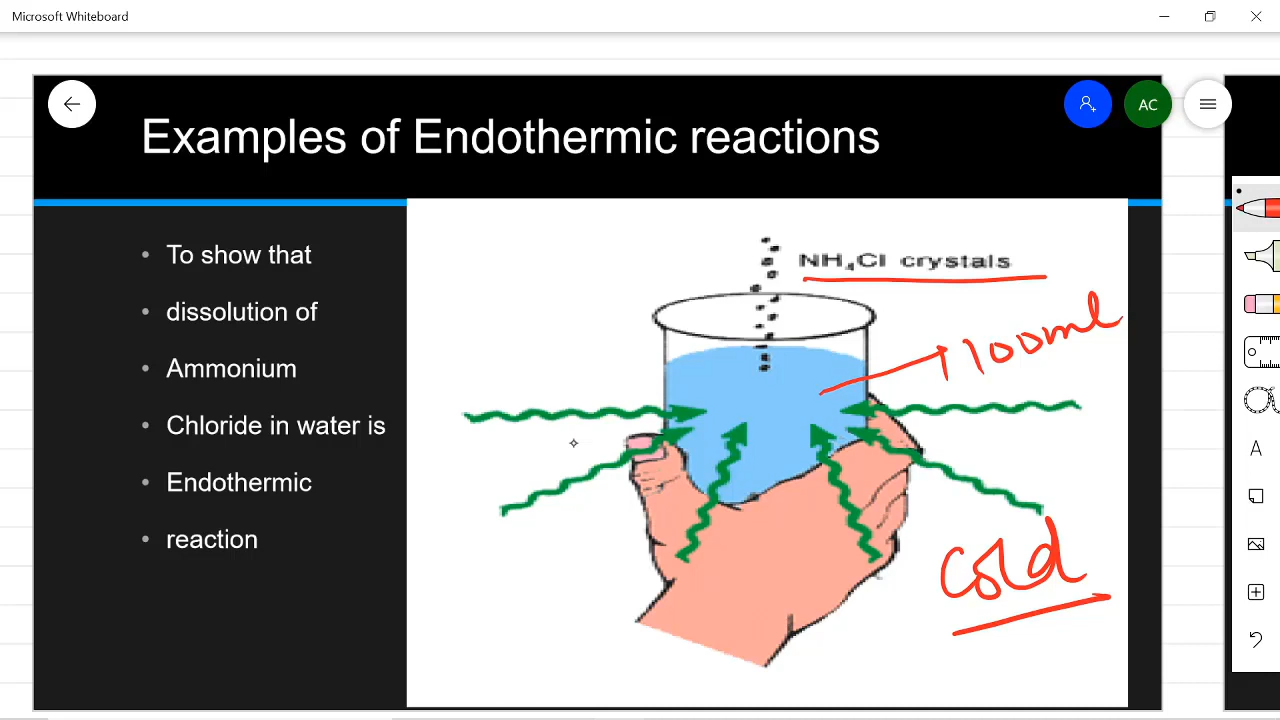 Microsoft Whiteboard
AC
Examples of Endothermic reactions
• To show that
• dissolution of
• Ammonium
• Chloride in water is
• Endothermic
• reaction
NH₄Cl crystals
100ml
Cold
A